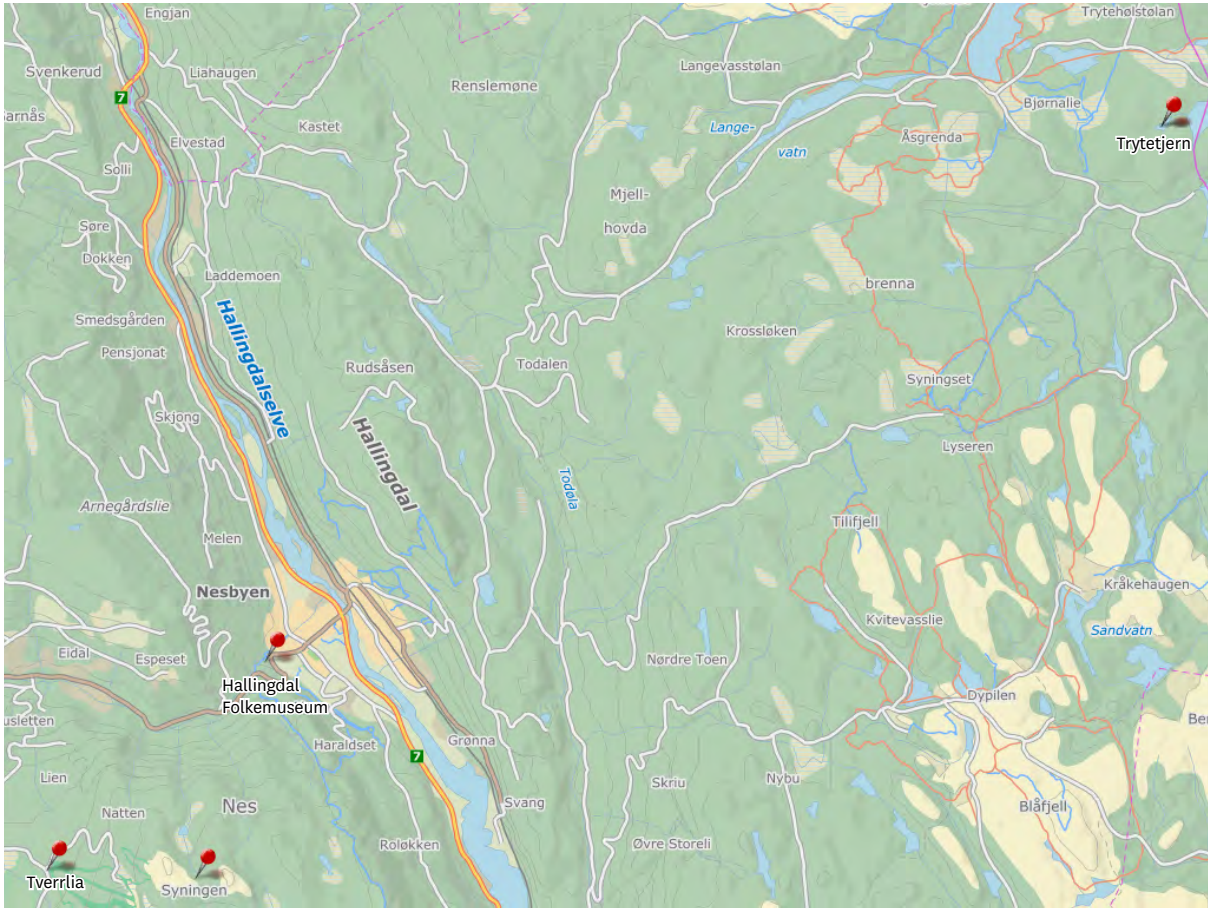 Engjan
Tryteholstølan
Svenkerud
Liahaugen
Langevasstølan
Renslemøne
7
Bjørnalie
Kastet
Lange-
vatn
Åsgrenda
Elvestad
Trytetjern
Solli
Mjell-
hovda
Søre
Dokken
Laddemoen
brenna
Smedsgården
Hallingdalselve
Krossløken
Pensjonat
Rudsåsen
Todalen
Syningset
Skjong
Hallingdal
Lyseren
Todøla
Arnegårdslie
Tilifjell
Melen
Nesbyen
Kråkehaugen
Kvitevasslie
Sandvatn
Eidal
Espeset
Nørdre Toen
Hallingdal
Folkemuseum
Dypilen
Haraldset
Grønna
7
Lien
Skriu
Nybu
Natten
Nes
Svang
Blåfjell
Roløkken
Øvre Storeli
Tverrlia
Syningen